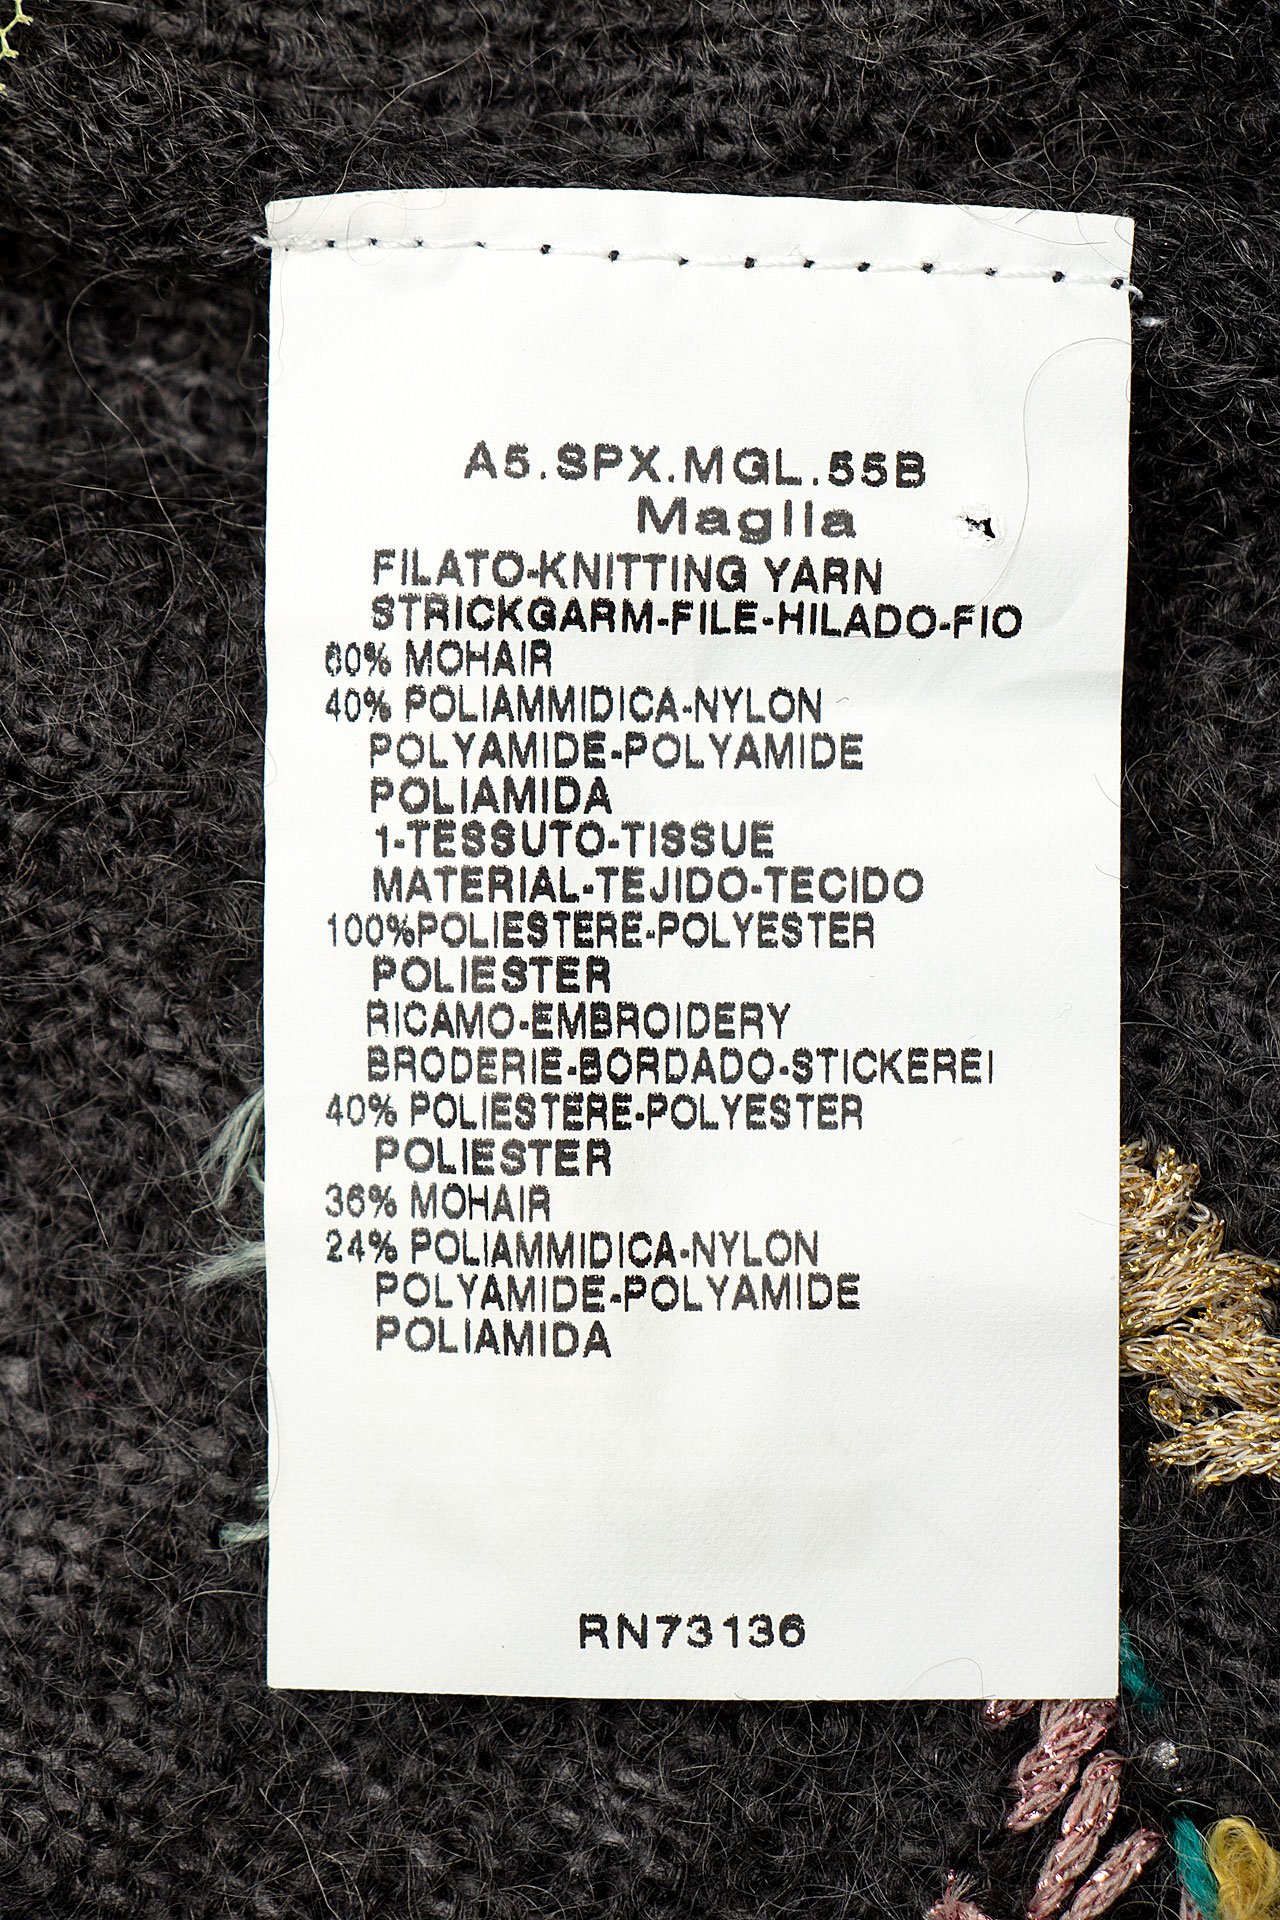 A5.SPX.MGL.55B
Maglia
FILATO-KNITTING YARN
STRICKGARM-FILE-HILADO-FIO
60% MOHAIR
40% POLIAMMIDICA-NYLON
POLYAMIDE-POLYAMIDE
POLIAMIDA
1-TESSUTO-TISSUE
MATERIAL-TEJIDO-TECIDO
100%POLIESTERE-POLYESTER
POLIESTER
RICAMO-EMBROIDERY
BRODERIE-BORDADO-STICKEREI
40% POLIESTERE-POLYESTER
POLIESTER
36% MOHAIR
24% POLIAMMIDICA-NYLON
POLYAMIDE-POLYAMIDE
POLIAMIDA
RN73136